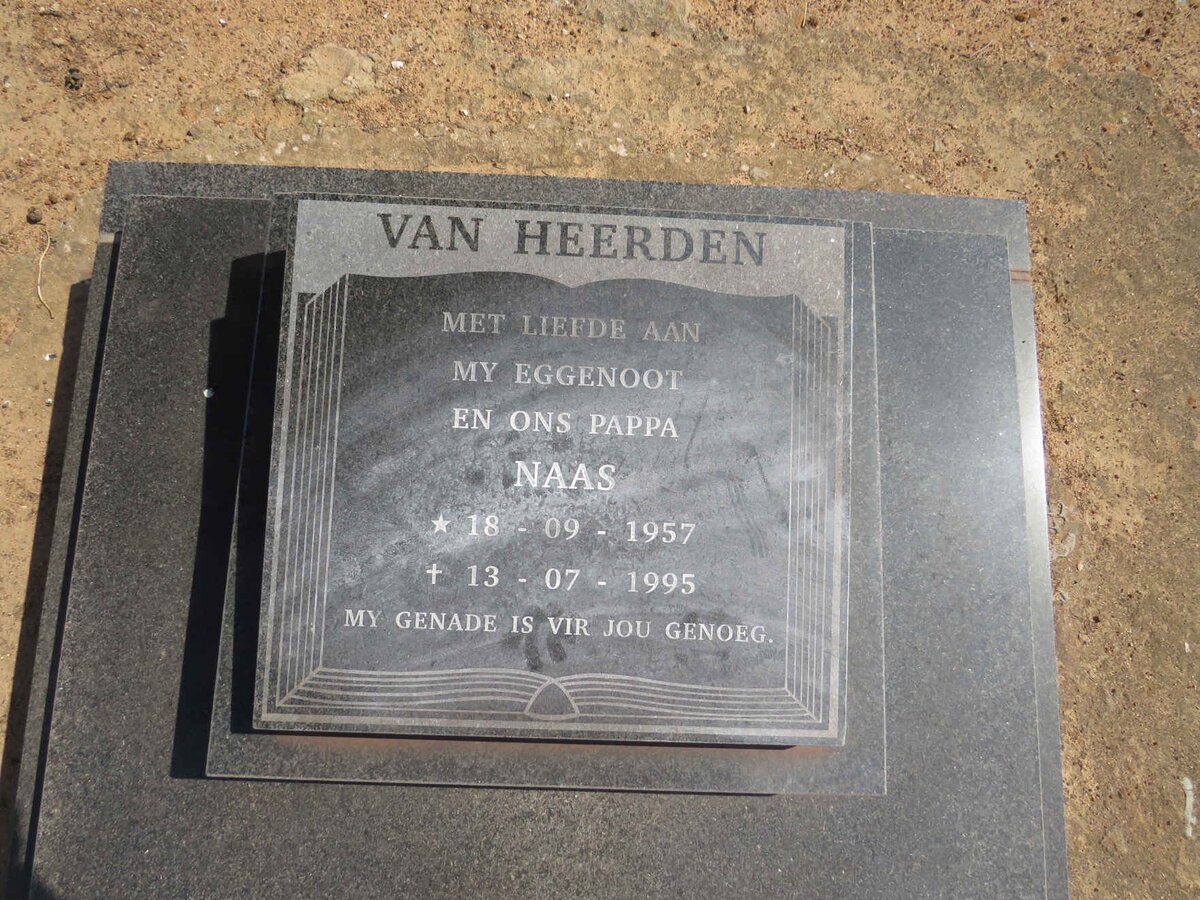 VAN HEERDEN
MET LIEFDE AAN
MY EGGENOOT
EN ONS PAPPA
NAAS
★ 18 - 09 - 1957
✝ 13 - 07 - 1995
MY GENADE IS VIR JOU GENOEG.